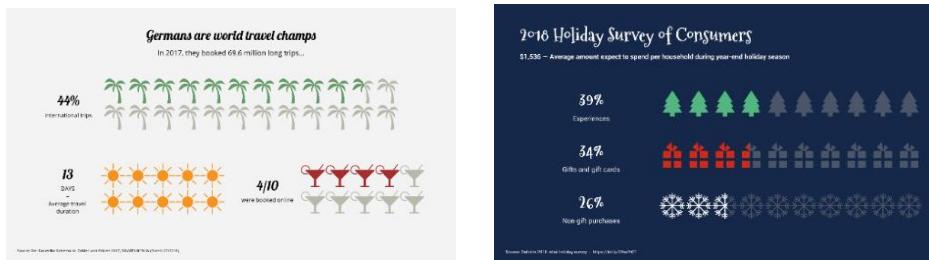 Germans are world travel champs
In 2017, they booked 69.6 million long trips...
44%
international trips
13
DAYS
–
Average travel
duration
4/10
were booked online
2018 Holiday Survey of Consumers
$1,536 – Average amount expect to spend per household during year-end holiday season
39%
Experiences
34%
Gifts and gift cards
26%
Non-gift purchases